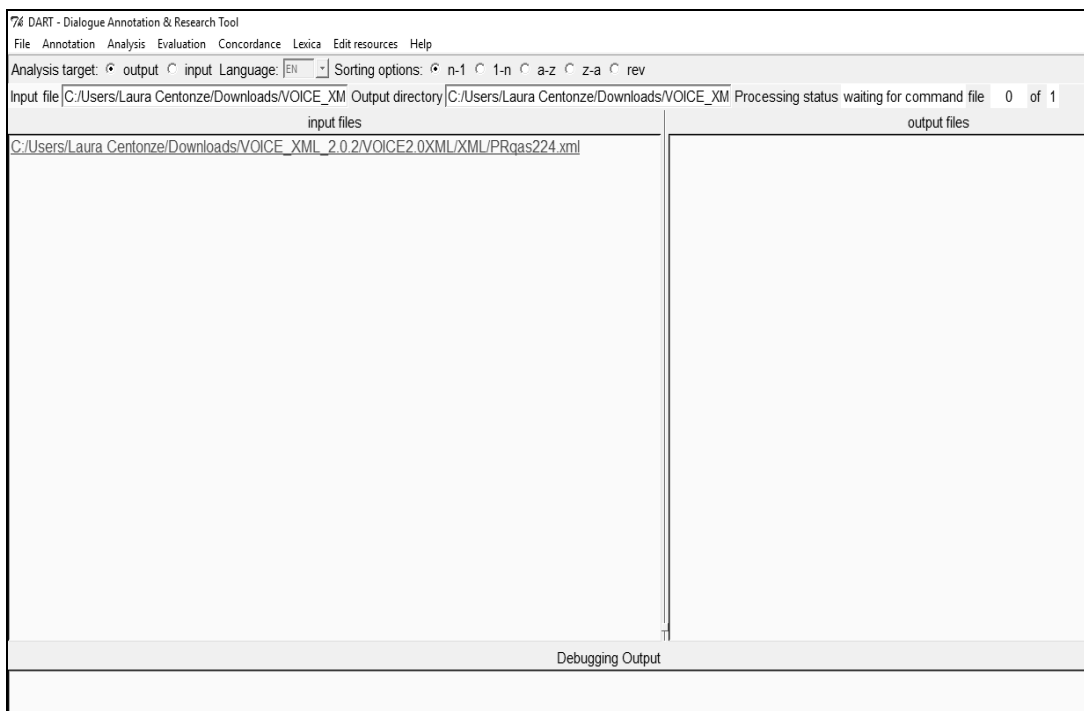 DART - Dialogue Annotation & Research Tool
File Annotation Analysis Evaluation Concordance Lexica Edit resources Help
Analysis target: output input Language: EN Sorting options: n-1 1-n a-z z-a rev
Input file C:/Users/Laura Centonze/Downloads/VOICE_XM Output directory C:/Users/Laura Centonze/Downloads/VOICE_XM Processing status waiting for command file 0 of 1
input files output files
C:/Users/Laura Centonze/Downloads/VOICE_XML_2.0.2/VOICE2.0XML/XML/PRqas224.xml
Debugging Output